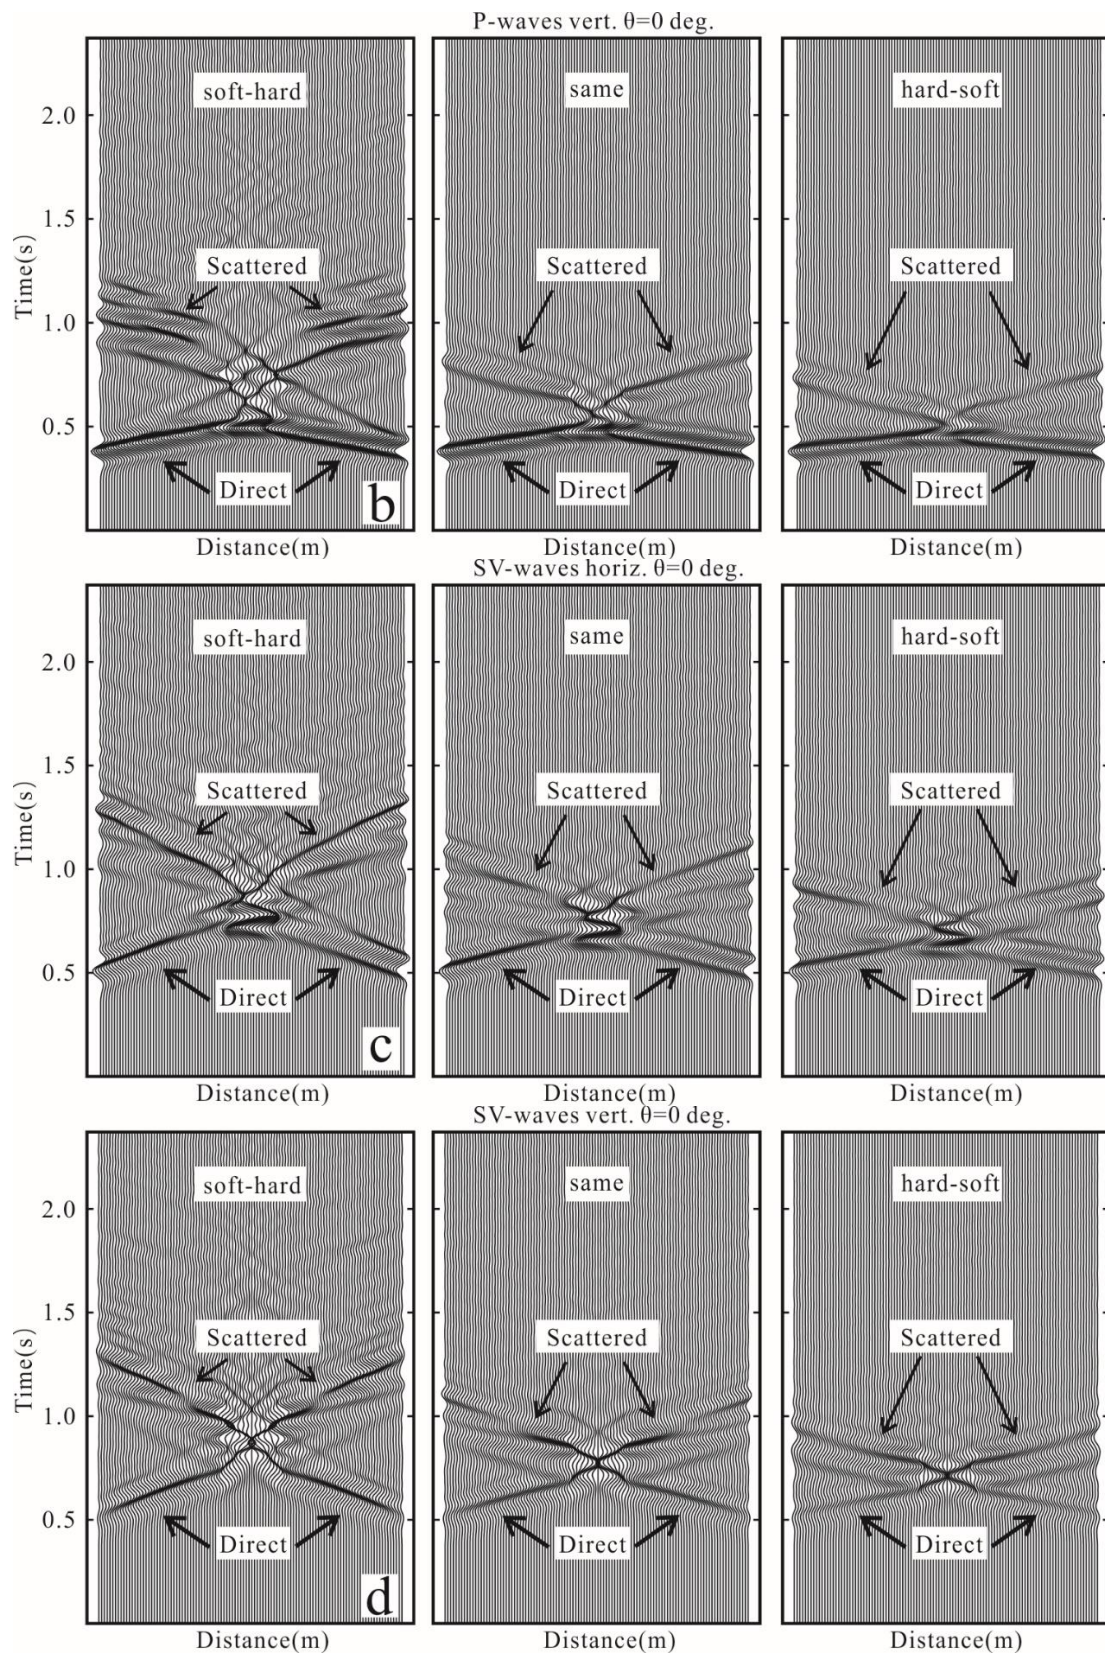 P-waves vert. θ=0 deg.
soft-hard same hard-soft
2.0
1.5
Scattered Scattered Scattered
Time(s)
1.0
0.5
Direct Direct Direct
b
Distance(m) Distance(m) Distance(m)
SV-waves horiz. θ=0 deg.
soft-hard same hard-soft
2.0
1.5
Scattered Scattered Scattered
Time(s)
1.0
0.5
Direct Direct Direct
c
Distance(m) Distance(m) Distance(m)
SV-waves vert. θ=0 deg.
soft-hard same hard-soft
2.0
1.5
Scattered Scattered Scattered
Time(s)
1.0
0.5
Direct Direct Direct
d
Distance(m) Distance(m) Distance(m)